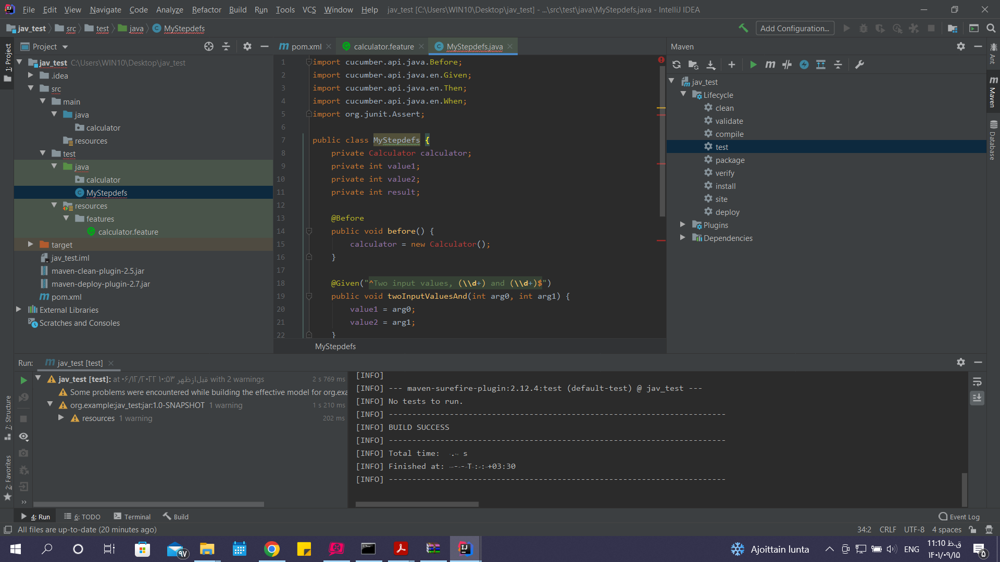 File Edit View Navigate Code Analyze Refactor Build Run Tools VCS Window Help jav_test [C:\Users\WIN10\Desktop\jav_test] - ...\src\test\java\MyStepdefs.java - IntelliJ IDEA
jav_test src test java MyStepdefs Add Configuration...
1: Project
Project
jav_test C:\Users\WIN10\Desktop\jav_test
.idea
src
main
java
calculator
resources
test
java
calculator
MyStepdefs
resources
features
calculator.feature
target
jav_test.iml
maven-clean-plugin-2.5.jar
maven-deploy-plugin-2.7.jar
pom.xml
External Libraries
Scratches and Consoles
pom.xml calculator.feature MyStepdefs.java
1 import cucumber.api.java.Before;
2 import cucumber.api.java.en.Given;
3 import cucumber.api.java.en.Then;
4 import cucumber.api.java.en.When;
5 import org.junit.Assert;
6
7 public class MyStepdefs {
8 private Calculator calculator;
9 private int value1;
10 private int value2;
11 private int result;
12
13 @Before
14 public void before() {
15 calculator = new Calculator();
16 }
17
18 @Given("^Two input values, (\\d+) and (\\d+)$")
19 public void twoInputValuesAnd(int arg0, int arg1) {
20 value1 = arg0;
21 value2 = arg1;
22 }
MyStepdefs
Maven
jav_test
Lifecycle
clean
validate
compile
test
package
verify
install
site
deploy
Plugins
Dependencies
Ant
Maven
Database
Run: jav_test [test]
jav_test [test]: at ۰۶/۱۲/۲۰۲۲ ۱۰:۵۳ قبل‌ازظهر with 2 warnings 2 s 769 ms
Some problems were encountered while building the effective model for org.exa
org.example:jav_test:jar:1.0-SNAPSHOT 1 warning 1 s 210 ms
resources 1 warning 202 ms
7: Structure
2: Favorites
[INFO]
[INFO] --- maven-surefire-plugin:2.12.4:test (default-test) @ jav_test ---
[INFO] No tests to run.
[INFO] ------------------------------------------------------------------------
[INFO] BUILD SUCCESS
[INFO] ------------------------------------------------------------------------
[INFO] Total time: s
[INFO] Finished at: +03:30
[INFO] ------------------------------------------------------------------------
4: Run 6: TODO Terminal Build Event Log
All files are up-to-date (20 minutes ago) 34:2 CRLF UTF-8 4 spaces
۹۷ Ajoittain lunta ENG 11:10 ق.ظ
۱۴۰۱/۰۹/۱۵
۵